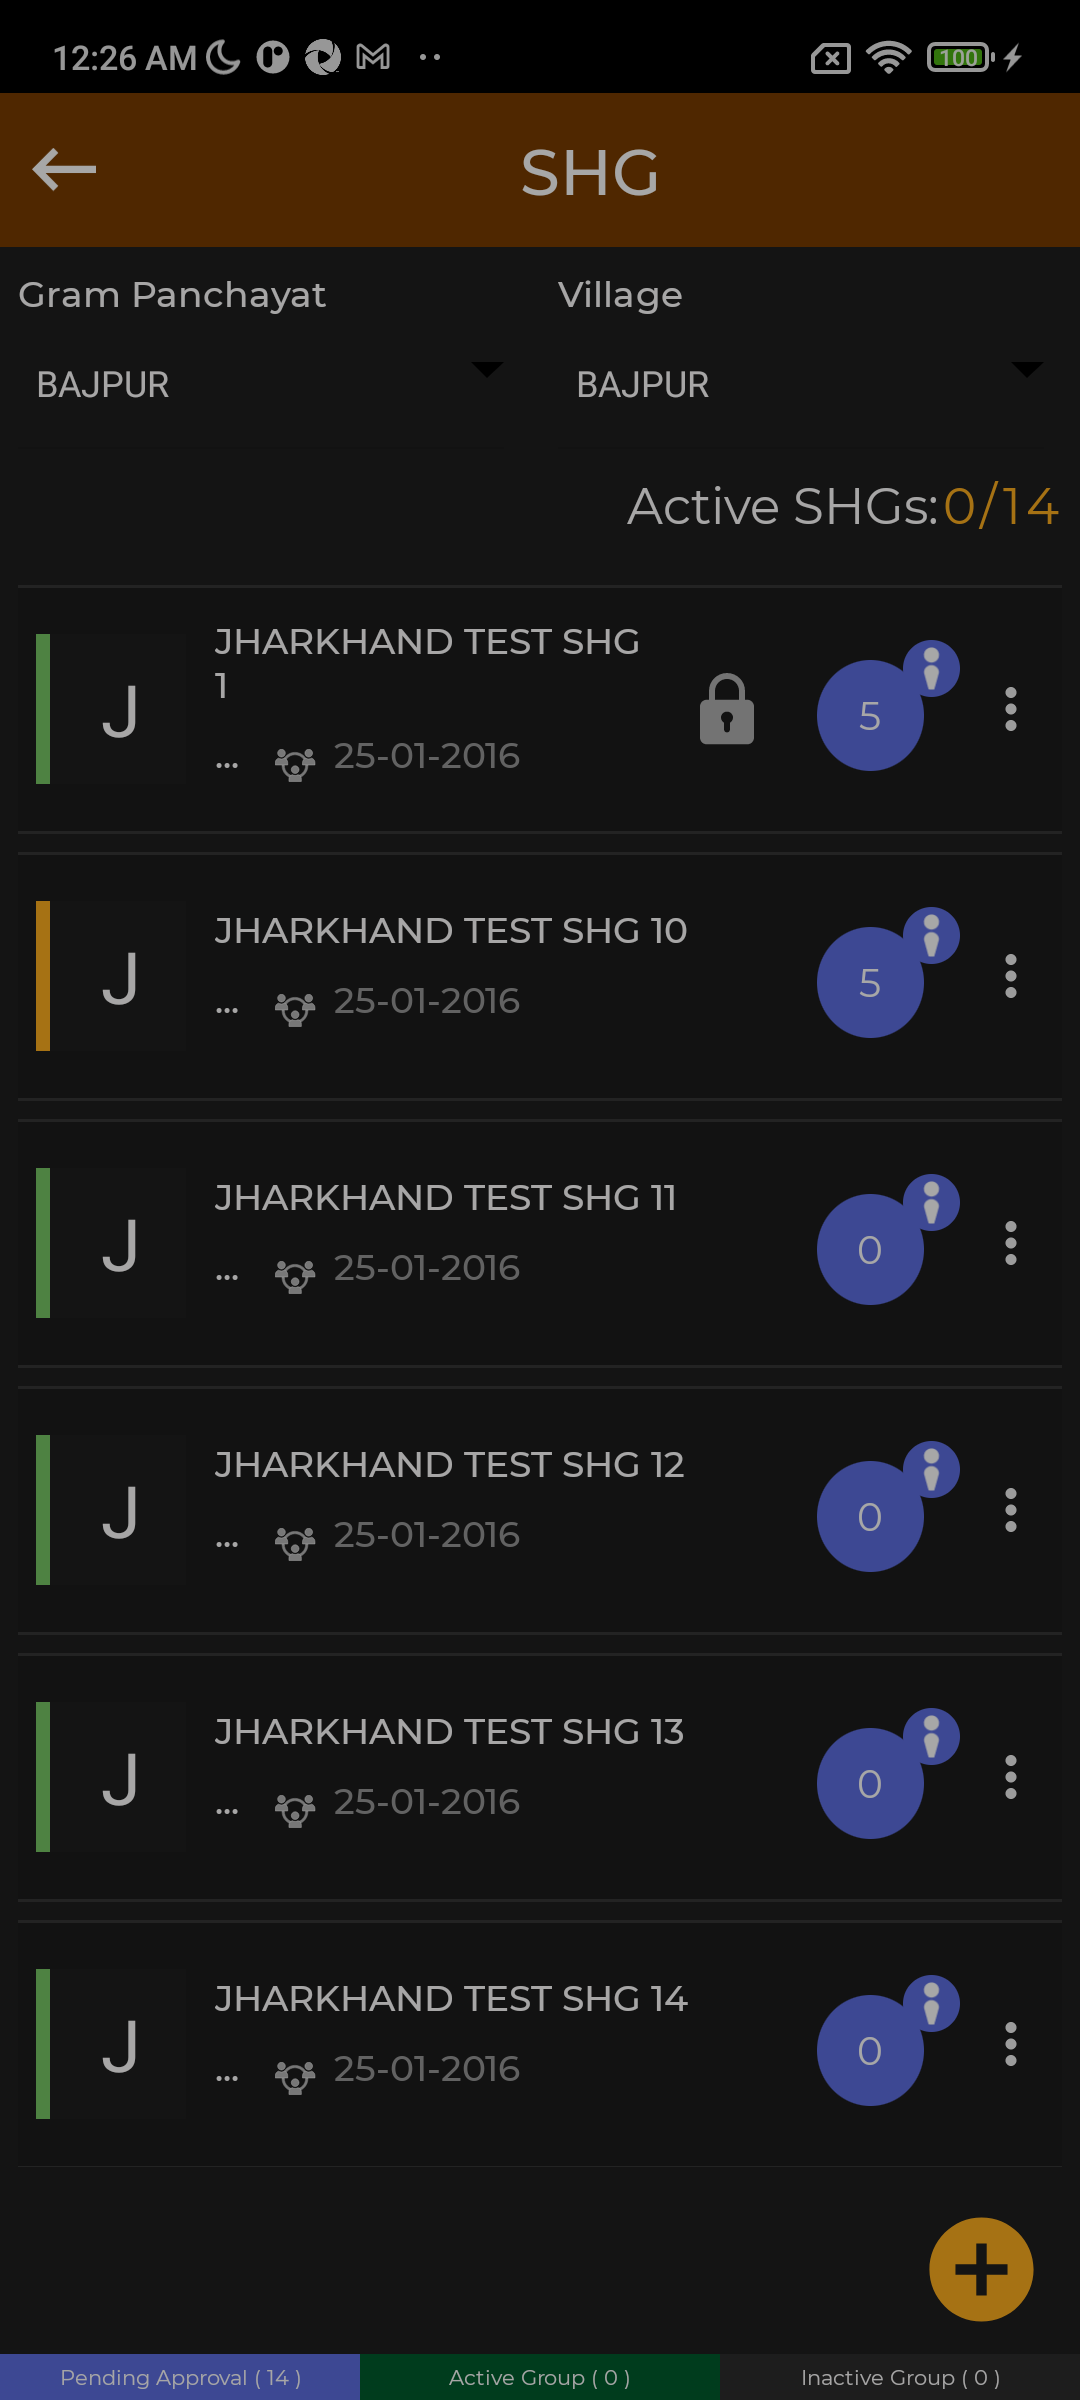 12:26 AM
100
SHG
Gram Panchayat
Village
BAJPUR
BAJPUR
Active SHGs: 0/14
J
JHARKHAND TEST SHG
1
... 25-01-2016
5
J
JHARKHAND TEST SHG 10
... 25-01-2016
5
J
JHARKHAND TEST SHG 11
... 25-01-2016
0
J
JHARKHAND TEST SHG 12
... 25-01-2016
0
J
JHARKHAND TEST SHG 13
... 25-01-2016
0
J
JHARKHAND TEST SHG 14
... 25-01-2016
0
Pending Approval ( 14 )
Active Group ( 0 )
Inactive Group ( 0 )